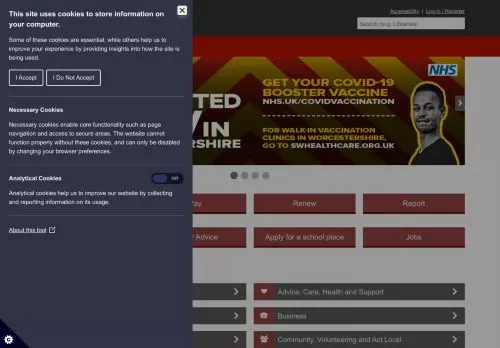 This site uses cookies to store information on
your computer.
Some of these cookies are essential, while others help us to
improve your experience by providing insights into how the site is
being used.
I Accept
I Do Not Accept
Necessary Cookies
Necessary cookies enable core functionality such as page
navigation and access to secure areas. The website cannot
function properly without these cookies, and can only be disabled
by changing your browser preferences.
Analytical Cookies
Off
Analytical cookies help us to improve our website by collecting
and reporting information on its usage.
About this tool
Accessibility | Log in / Register
Search (e.g. Libraries)
GET YOUR COVID-19
BOOSTER VACCINE
NHS.UK/COVIDVACCINATION
FOR WALK-IN VACCINATION
CLINICS IN WORCESTERSHIRE,
GO TO SWHEALTHCARE.ORG.UK
NHS
Renew
Report
Advice
Apply for a school place
Jobs
Advice, Care, Health and Support
Business
Community, Volunteering and Act Local